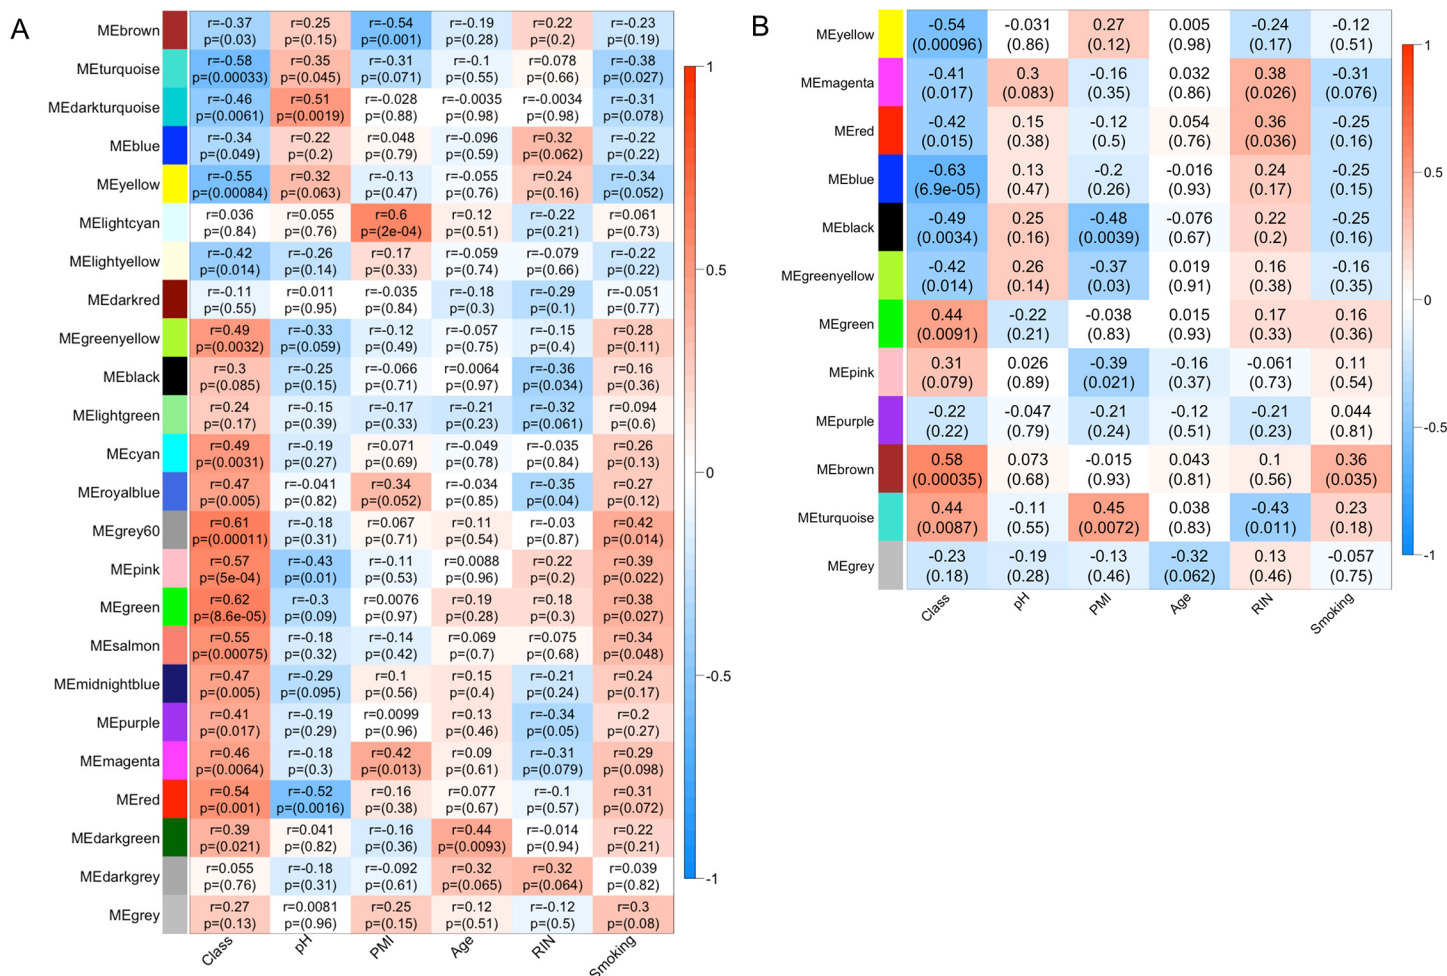 A
MEbrown r=-0.37 r=0.25 r=-0.54 r=-0.19 r=0.22 r=-0.23
p=(0.03) p=(0.15) p=(0.001) p=(0.28) p=(0.2) p=(0.19)
MEturquoise r=-0.58 r=0.35 r=-0.31 r=-0.1 r=0.078 r=-0.38
p=(0.00033) p=(0.045) p=(0.071) p=(0.55) p=(0.66) p=(0.027)
MEdarkturquoise r=-0.46 r=0.51 r=-0.028 r=-0.0035 r=-0.0034 r=-0.31
p=(0.0061) p=(0.0019) p=(0.88) p=(0.98) p=(0.98) p=(0.078)
MEblue r=-0.34 r=0.22 r=0.048 r=-0.096 r=0.32 r=-0.22
p=(0.049) p=(0.2) p=(0.79) p=(0.59) p=(0.062) p=(0.22)
MEyellow r=-0.55 r=0.32 r=-0.13 r=-0.055 r=0.24 r=-0.34
p=(0.00084) p=(0.063) p=(0.47) p=(0.76) p=(0.16) p=(0.052)
MElightcyan r=0.036 r=0.055 r=0.6 r=0.12 r=-0.22 r=0.061
p=(0.84) p=(0.76) p=(2e-04) p=(0.51) p=(0.21) p=(0.73)
MElightyellow r=-0.42 r=-0.26 r=0.17 r=-0.059 r=-0.079 r=-0.22
p=(0.014) p=(0.14) p=(0.33) p=(0.74) p=(0.66) p=(0.22)
MEdarkred r=-0.11 r=0.011 r=-0.035 r=-0.18 r=-0.29 r=-0.051
p=(0.55) p=(0.95) p=(0.84) p=(0.3) p=(0.1) p=(0.77)
MEgreenyellow r=0.49 r=-0.33 r=-0.12 r=-0.057 r=-0.15 r=0.28
p=(0.0032) p=(0.059) p=(0.49) p=(0.75) p=(0.4) p=(0.11)
MEblack r=0.3 r=-0.25 r=-0.066 r=0.0064 r=-0.36 r=0.16
p=(0.085) p=(0.15) p=(0.71) p=(0.97) p=(0.034) p=(0.36)
MElightgreen r=0.24 r=-0.15 r=-0.17 r=-0.21 r=-0.32 r=0.094
p=(0.17) p=(0.39) p=(0.33) p=(0.23) p=(0.061) p=(0.6)
MEcyan r=0.49 r=-0.19 r=0.071 r=-0.049 r=-0.035 r=0.26
p=(0.0031) p=(0.27) p=(0.69) p=(0.78) p=(0.84) p=(0.13)
MEroyalblue r=0.47 r=-0.041 r=0.34 r=-0.034 r=-0.35 r=0.27
p=(0.005) p=(0.82) p=(0.052) p=(0.85) p=(0.04) p=(0.12)
MEgrey60 r=0.61 r=-0.18 r=0.067 r=0.11 r=-0.03 r=0.42
p=(0.00011) p=(0.31) p=(0.71) p=(0.54) p=(0.87) p=(0.014)
MEpink r=0.57 r=-0.43 r=-0.11 r=0.0088 r=0.22 r=0.39
p=(5e-04) p=(0.01) p=(0.53) p=(0.96) p=(0.2) p=(0.022)
MEgreen r=0.62 r=-0.3 r=0.0076 r=0.19 r=0.18 r=0.38
p=(8.6e-05) p=(0.09) p=(0.97) p=(0.28) p=(0.3) p=(0.027)
MEsalmon r=0.55 r=-0.18 r=-0.14 r=0.069 r=0.075 r=0.34
p=(0.00075) p=(0.32) p=(0.42) p=(0.7) p=(0.68) p=(0.048)
MEmidnightblue r=0.47 r=-0.29 r=0.1 r=0.15 r=-0.21 r=0.24
p=(0.005) p=(0.095) p=(0.56) p=(0.4) p=(0.24) p=(0.17)
MEpurple r=0.41 r=-0.19 r=0.0099 r=0.13 r=-0.34 r=0.2
p=(0.017) p=(0.29) p=(0.96) p=(0.46) p=(0.05) p=(0.27)
MEmagenta r=0.46 r=-0.18 r=0.42 r=0.09 r=-0.31 r=0.29
p=(0.0064) p=(0.3) p=(0.013) p=(0.61) p=(0.079) p=(0.098)
MEred r=0.54 r=-0.52 r=0.16 r=0.077 r=-0.1 r=0.31
p=(0.001) p=(0.0016) p=(0.38) p=(0.67) p=(0.57) p=(0.072)
MEdarkgreen r=0.39 r=0.041 r=-0.16 r=0.44 r=-0.014 r=0.22
p=(0.021) p=(0.82) p=(0.36) p=(0.0093) p=(0.94) p=(0.21)
MEdarkgrey r=0.055 r=-0.18 r=-0.092 r=0.32 r=0.32 r=0.039
p=(0.76) p=(0.31) p=(0.61) p=(0.065) p=(0.064) p=(0.82)
MEgrey r=0.27 r=0.0081 r=0.25 r=0.12 r=-0.12 r=0.3
p=(0.13) p=(0.96) p=(0.15) p=(0.51) p=(0.5) p=(0.08)
Class pH PMI Age RIN Smoking
1
0.5
0
-0.5
-1
B
MEyellow -0.54 -0.031 0.27 0.005 -0.24 -0.12
(0.00096) (0.86) (0.12) (0.98) (0.17) (0.51)
MEmagenta -0.41 0.3 -0.16 0.032 0.38 -0.31
(0.017) (0.083) (0.35) (0.86) (0.026) (0.076)
MEred -0.42 0.15 -0.12 0.054 0.36 -0.25
(0.015) (0.38) (0.5) (0.76) (0.036) (0.16)
MEblue -0.63 0.13 -0.2 -0.016 0.24 -0.25
(6.9e-05) (0.47) (0.26) (0.93) (0.17) (0.15)
MEblack -0.49 0.25 -0.48 -0.076 0.22 -0.25
(0.0034) (0.16) (0.0039) (0.67) (0.2) (0.16)
MEgreenyellow -0.42 0.26 -0.37 0.019 0.16 -0.16
(0.014) (0.14) (0.03) (0.91) (0.38) (0.35)
MEgreen 0.44 -0.22 -0.038 0.015 0.17 0.16
(0.0091) (0.21) (0.83) (0.93) (0.33) (0.36)
MEpink 0.31 0.026 -0.39 -0.16 -0.061 0.11
(0.079) (0.89) (0.021) (0.37) (0.73) (0.54)
MEpurple -0.22 -0.047 -0.21 -0.12 -0.21 0.044
(0.22) (0.79) (0.24) (0.51) (0.23) (0.81)
MEbrown 0.58 0.073 -0.015 0.043 0.1 0.36
(0.00035) (0.68) (0.93) (0.81) (0.56) (0.035)
MEturquoise 0.44 -0.11 0.45 0.038 -0.43 0.23
(0.0087) (0.55) (0.0072) (0.83) (0.011) (0.18)
MEgrey -0.23 -0.19 -0.13 -0.32 0.13 -0.057
(0.18) (0.28) (0.46) (0.062) (0.46) (0.75)
Class pH PMI Age RIN Smoking
1
0.5
0
-0.5
-1